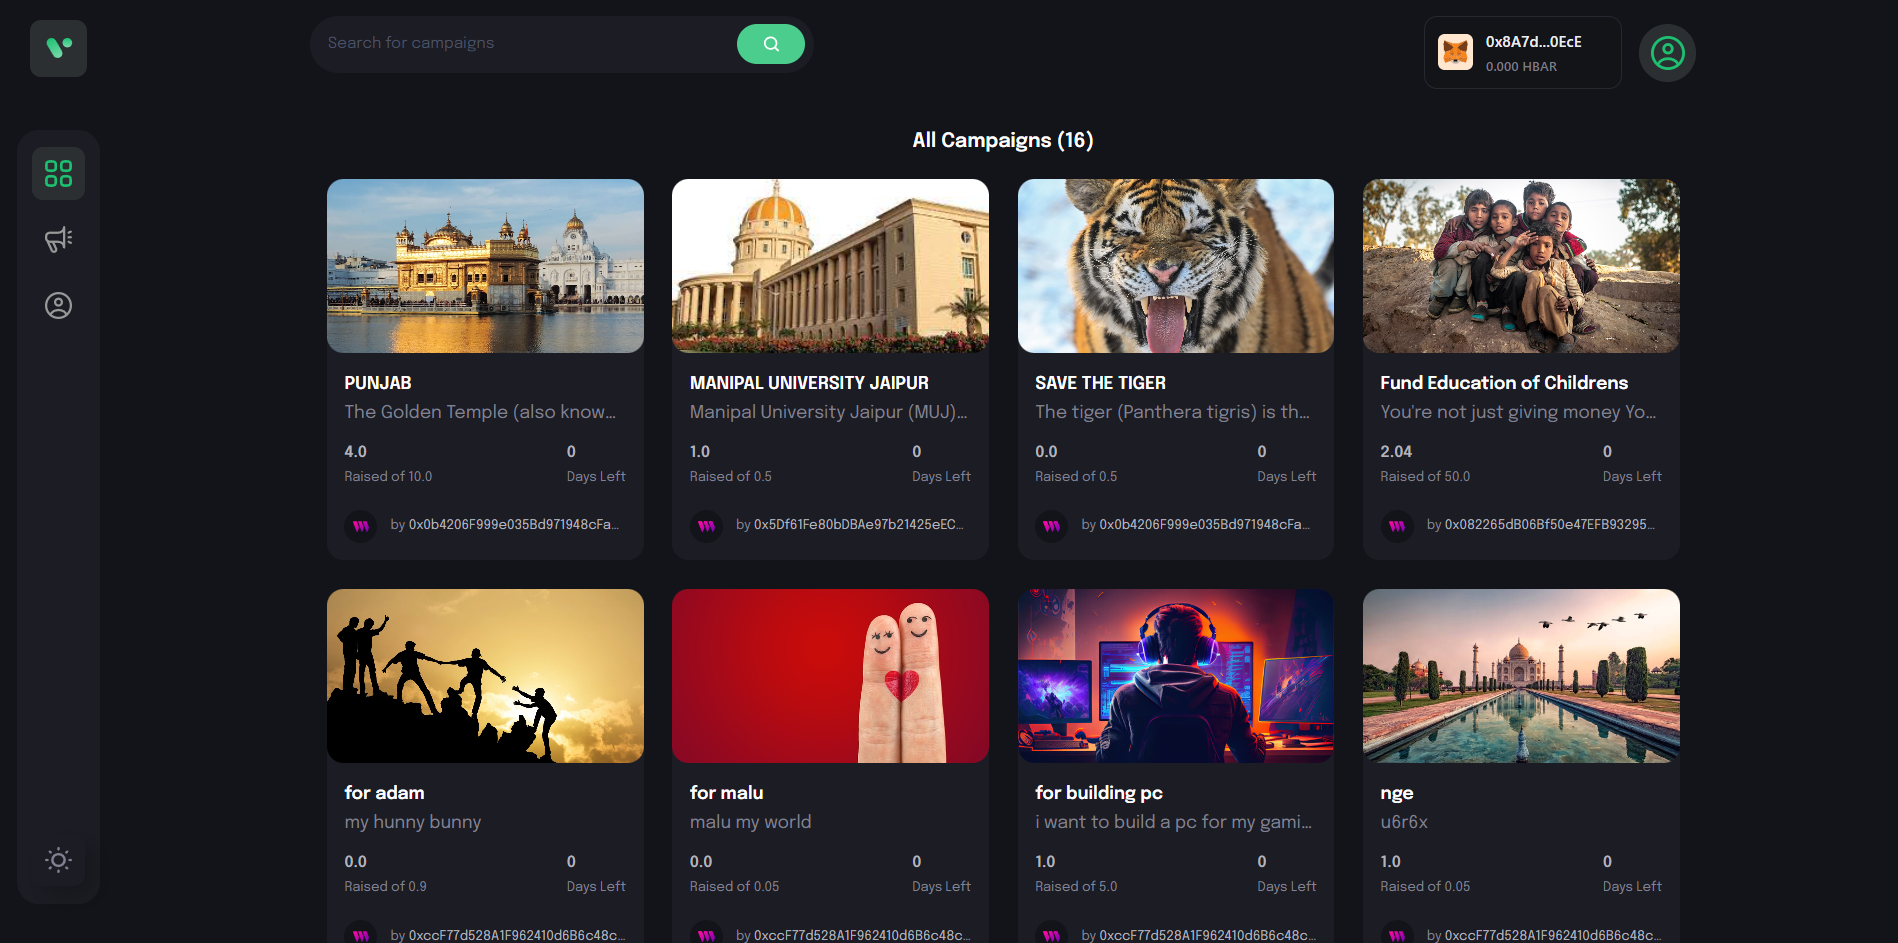 Search for campaigns
0x8A7d...0EcE
0.000 HBAR
All Campaigns (16)
PUNJAB
The Golden Temple (also know...
4.0
0
Raised of 10.0
Days Left
by 0x0b4206F999e035Bd971948cFa...
MANIPAL UNIVERSITY JAIPUR
Manipal University Jaipur (MUJ)...
1.0
0
Raised of 0.5
Days Left
by 0x5Df61Fe80bDBAe97b21425eEC...
SAVE THE TIGER
The tiger (Panthera tigris) is th...
0.0
0
Raised of 0.5
Days Left
by 0x0b4206F999e035Bd971948cFa...
Fund Education of Childrens
You're not just giving money Yo...
2.04
0
Raised of 50.0
Days Left
by 0x082265dB06Bf50e47EFB93295...
for adam
my hunny bunny
0.0
0
Raised of 0.9
Days Left
by 0xccF77d528A1F962410d6B6c48c...
for malu
malu my world
0.0
0
Raised of 0.05
Days Left
by 0xccF77d528A1F962410d6B6c48c...
for building pc
i want to build a pc for my gami...
1.0
0
Raised of 5.0
Days Left
by 0xccF77d528A1F962410d6B6c48c...
nge
u6r6x
1.0
0
Raised of 0.05
Days Left
by 0xccF77d528A1F962410d6B6c48c...